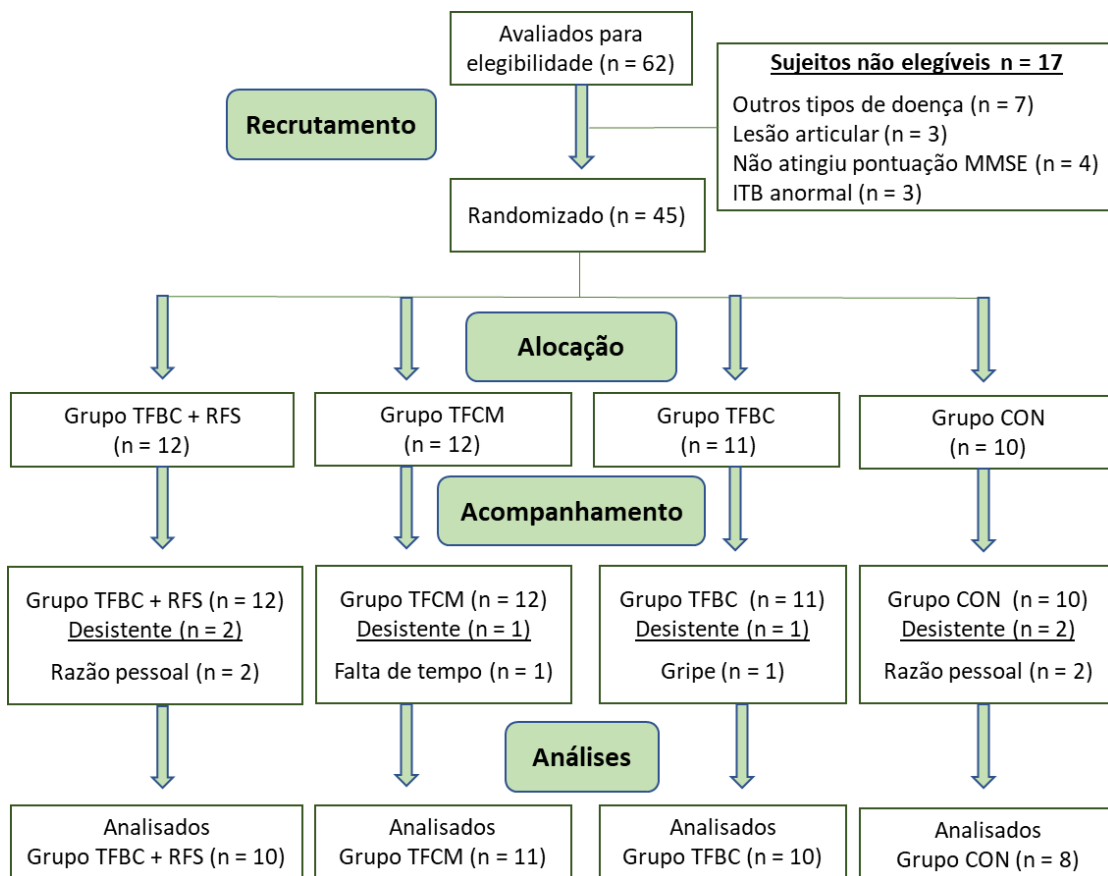 Avaliados para
elegibilidade (n = 62)
Sujeitos não elegíveis n = 17
Outros tipos de doença (n = 7)
Lesão articular (n = 3)
Não atingiu pontuação MMSE (n = 4)
ITB anormal (n = 3)
Recrutamento
Randomizado (n = 45)
Alocação
Grupo TFBC + RFS
(n = 12)
Grupo TFCM
(n = 12)
Grupo TFBC
(n = 11)
Grupo CON
(n = 10)
Acompanhamento
Grupo TFBC + RFS (n = 12)
Desistente (n = 2)
Razão pessoal (n = 2)
Grupo TFCM (n = 12)
Desistente (n = 1)
Falta de tempo (n = 1)
Grupo TFBC (n = 11)
Desistente (n = 1)
Gripe (n = 1)
Grupo CON (n = 10)
Desistente (n = 2)
Razão pessoal (n = 2)
Análises
Analisados
Grupo TFBC + RFS (n = 10)
Analisados
Grupo TFCM (n = 11)
Analisados
Grupo TFBC (n = 10)
Analisados
Grupo CON (n = 8)